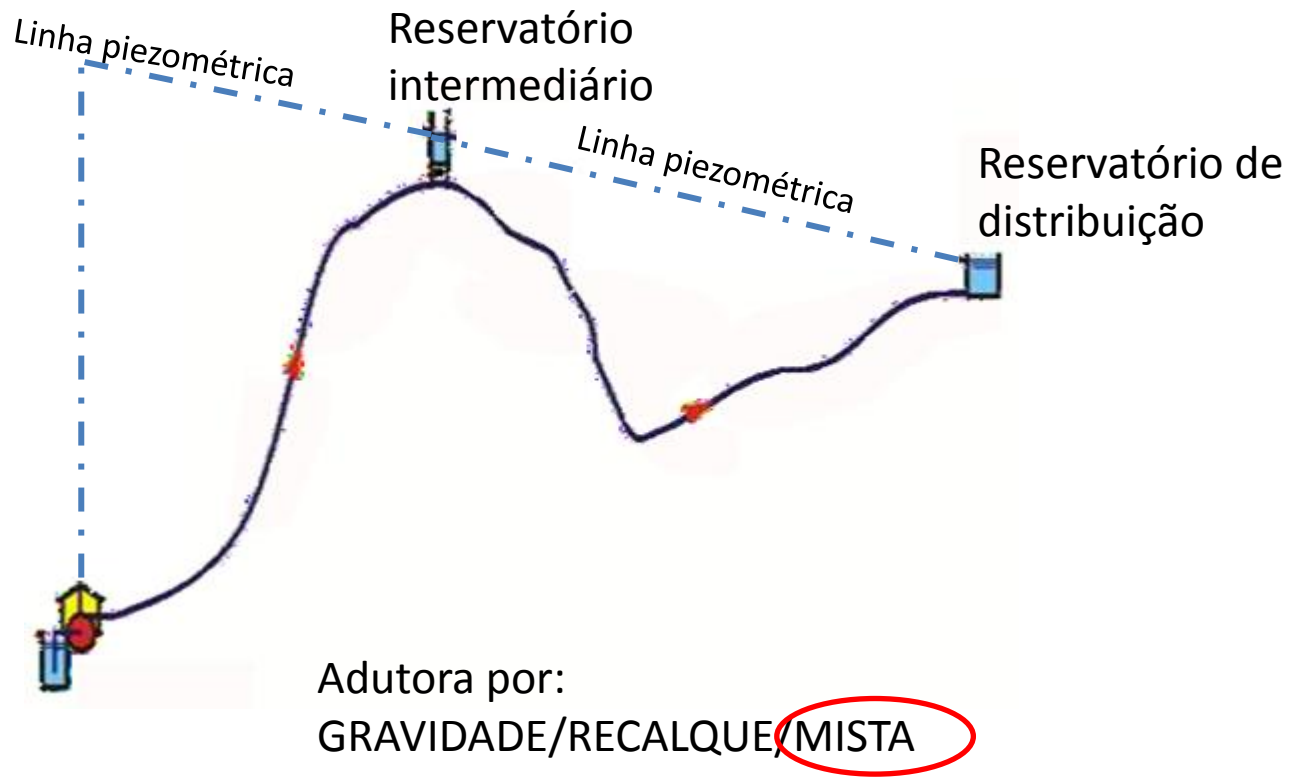 Linha piezométrica
Reservatório
intermediário
Linha piezométrica
Reservatório de
distribuição
Adutora por:
GRAVIDADE/RECALQUE/MISTA